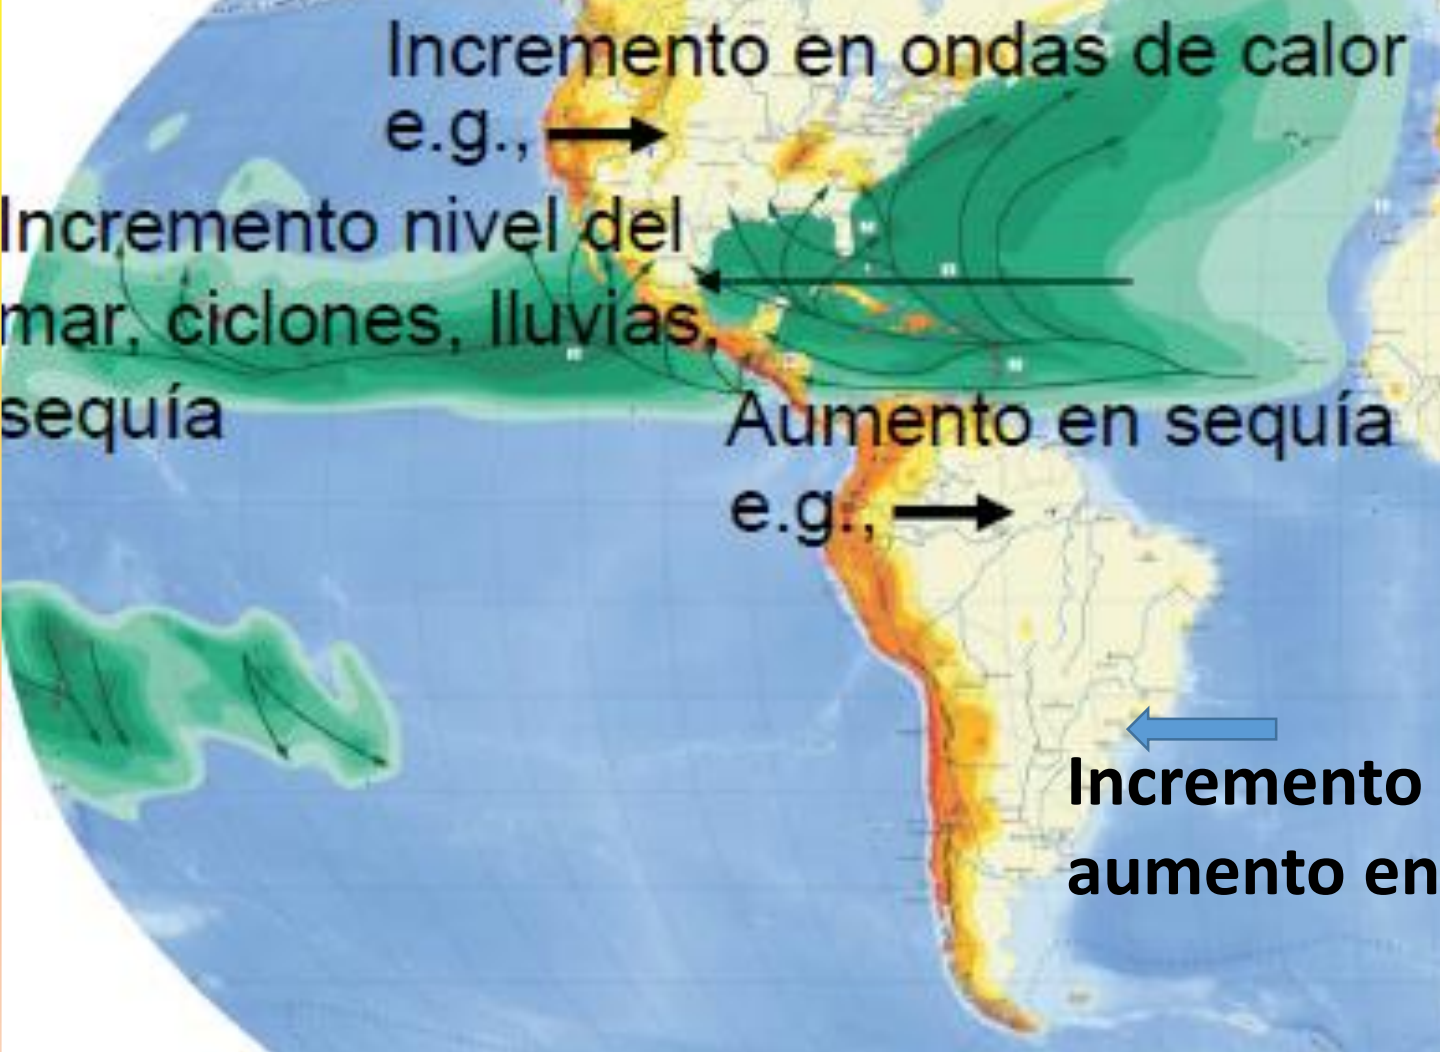 Incremento en ondas de calor
e.g.,
Incremento nivel del
mar, ciclones, lluvias,
sequía
Aumento en sequía
e.g.,
Incremento
aumento en